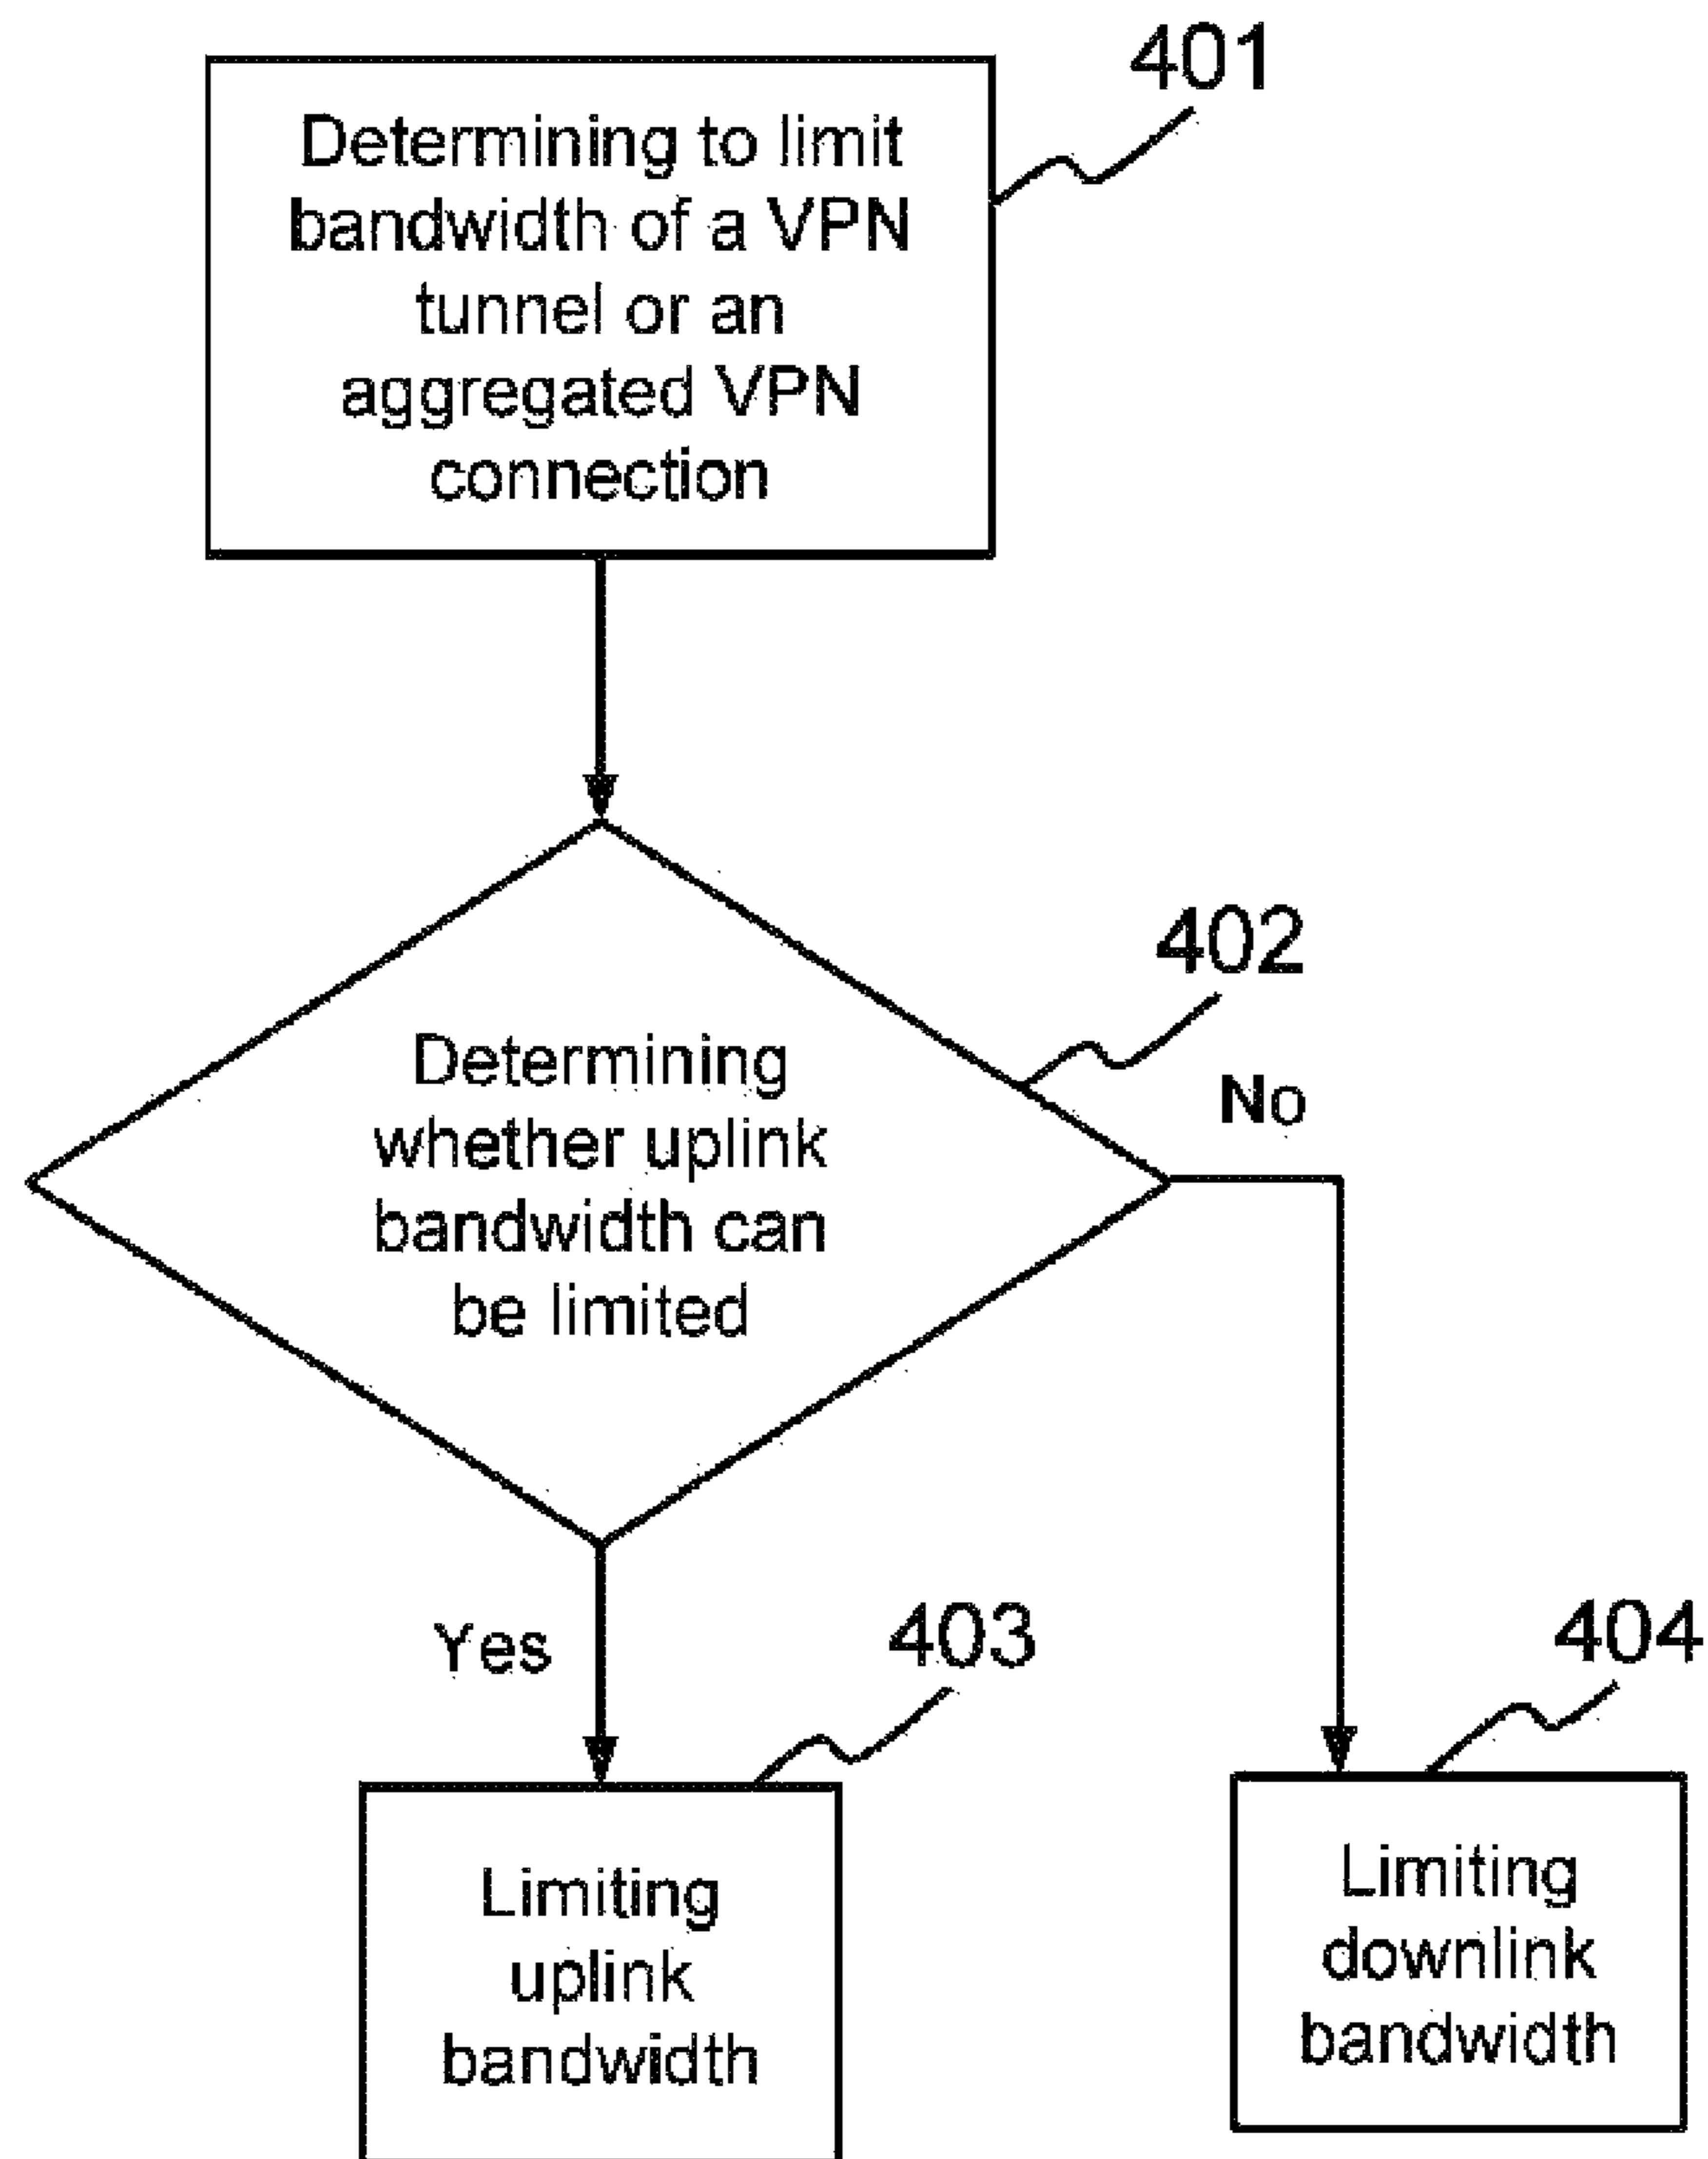 401
Determining to limit
bandwidth of a VPN
tunnel or an
aggregated VPN
connection
402
Determining
whether uplink
bandwidth can
be limited
No
Yes
403
404
Limiting
uplink
bandwidth
Limiting
downlink
bandwidth